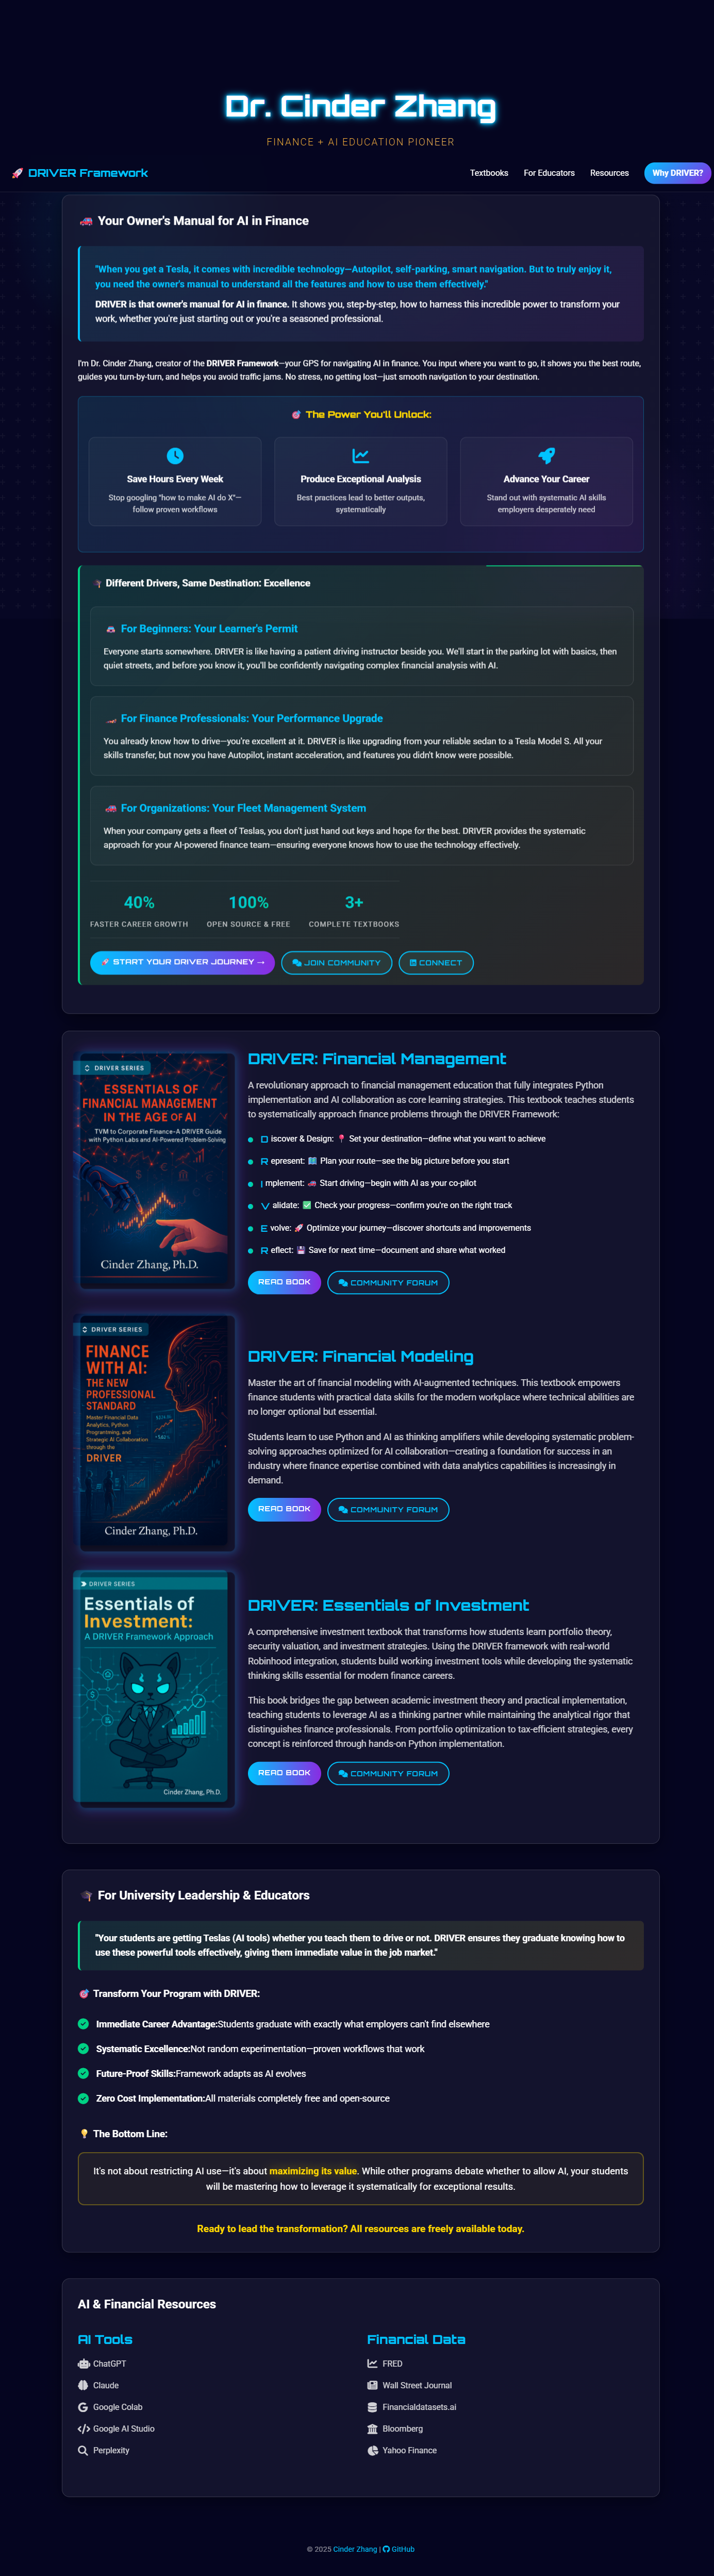 Dr. Cinder Zhang
FINANCE + AI EDUCATION PIONEER
DRIVER Framework
Textbooks
For Educators
Resources
Why DRIVER?
Your Owner's Manual for AI in Finance
"When you get a Tesla, it comes with incredible technology—Autopilot, self-parking, smart navigation. But to truly enjoy it,
you need the owner's manual to understand all the features and how to use them effectively."
DRIVER is that owner's manual for AI in finance. It shows you, step-by-step, how to harness this incredible power to transform your
work, whether you're just starting out or you're a seasoned professional.
I'm Dr. Cinder Zhang, creator of the DRIVER Framework—your GPS for navigating AI in finance. You input where you want to go, it shows you the best route,
guides you turn-by-turn, and helps you avoid traffic jams. No stress, no getting lost—just smooth navigation to your destination.
The Power You'll Unlock:
Save Hours Every Week
Stop googling "how to make AI do X"—
follow proven workflows
Produce Exceptional Analysis
Best practices lead to better outputs,
systematically
Advance Your Career
Stand out with systematic AI skills
employers desperately need
Different Drivers, Same Destination: Excellence
For Beginners: Your Learner's Permit
Everyone starts somewhere. DRIVER is like having a patient driving instructor beside you. We'll start in the parking lot with basics, then
quiet streets, and before you know it, you'll be confidently navigating complex financial analysis with AI.
For Finance Professionals: Your Performance Upgrade
You already know how to drive—you're excellent at it. DRIVER is like upgrading from your reliable sedan to a Tesla Model S. All your
skills transfer, but now you have Autopilot, instant acceleration, and features you didn't know were possible.
For Organizations: Your Fleet Management System
When your company gets a fleet of Teslas, you don't just hand out keys and hope for the best. DRIVER provides the systematic
approach for your AI-powered finance team—ensuring everyone knows how to use the technology effectively.
40%
FASTER CAREER GROWTH
100%
OPEN SOURCE & FREE
3+
COMPLETE TEXTBOOKS
START YOUR DRIVER JOURNEY →
JOIN COMMUNITY
CONNECT
DRIVER SERIES
ESSENTIALS OF
FINANCIAL MANAGEMENT
IN THE AGE OF AI
TVM to Corporate Finance–A DRIVER Guide
with Python Labs and AI-Powered Problem-Solving
Cinder Zhang, Ph.D.
DRIVER: Financial Management
A revolutionary approach to financial management education that fully integrates Python
implementation and AI collaboration as core learning strategies. This textbook teaches students
to systematically approach finance problems through the DRIVER Framework:
D iscover & Design: 📍 Set your destination—define what you want to achieve
R epresent: 🗺️ Plan your route—see the big picture before you start
I mplement: 🚗 Start driving—begin with AI as your co-pilot
V alidate: ✅ Check your progress—confirm you're on the right track
E volve: 🚀 Optimize your journey—discover shortcuts and improvements
R eflect: 💾 Save for next time—document and share what worked
READ BOOK
COMMUNITY FORUM
DRIVER SERIES
FINANCE
WITH AI:
THE NEW
PROFESSIONAL
STANDARD
Master Financial Data
Analytics, Python
Programming, and
Strategic AI Collaboration
through the
DRIVER
Cinder Zhang, Ph.D.
DRIVER: Financial Modeling
Master the art of financial modeling with AI-augmented techniques. This textbook empowers
finance students with practical data skills for the modern workplace where technical abilities are
no longer optional but essential.
Students learn to use Python and AI as thinking amplifiers while developing systematic problem-
solving approaches optimized for AI collaboration—creating a foundation for success in an
industry where finance expertise combined with data analytics capabilities is increasingly in
demand.
READ BOOK
COMMUNITY FORUM
DRIVER SERIES
Essentials of
Investment:
A DRIVER Framework Approach
Cinder Zhang, Ph.D.
DRIVER: Essentials of Investment
A comprehensive investment textbook that transforms how students learn portfolio theory,
security valuation, and investment strategies. Using the DRIVER framework with real-world
Robinhood integration, students build working investment tools while developing the systematic
thinking skills essential for modern finance careers.
This book bridges the gap between academic investment theory and practical implementation,
teaching students to leverage AI as a thinking partner while maintaining the analytical rigor that
distinguishes finance professionals. From portfolio optimization to tax-efficient strategies, every
concept is reinforced through hands-on Python implementation.
READ BOOK
COMMUNITY FORUM
For University Leadership & Educators
"Your students are getting Teslas (AI tools) whether you teach them to drive or not. DRIVER ensures they graduate knowing how to
use these powerful tools effectively, giving them immediate value in the job market."
Transform Your Program with DRIVER:
Immediate Career Advantage:Students graduate with exactly what employers can't find elsewhere
Systematic Excellence:Not random experimentation—proven workflows that work
Future-Proof Skills:Framework adapts as AI evolves
Zero Cost Implementation:All materials completely free and open-source
The Bottom Line:
It's not about restricting AI use—it's about maximizing its value. While other programs debate whether to allow AI, your students
will be mastering how to leverage it systematically for exceptional results.
Ready to lead the transformation? All resources are freely available today.
AI & Financial Resources
AI Tools
ChatGPT
Claude
Google Colab
Google AI Studio
Perplexity
Financial Data
FRED
Wall Street Journal
Financialdatasets.ai
Bloomberg
Yahoo Finance
© 2025 Cinder Zhang | GitHub